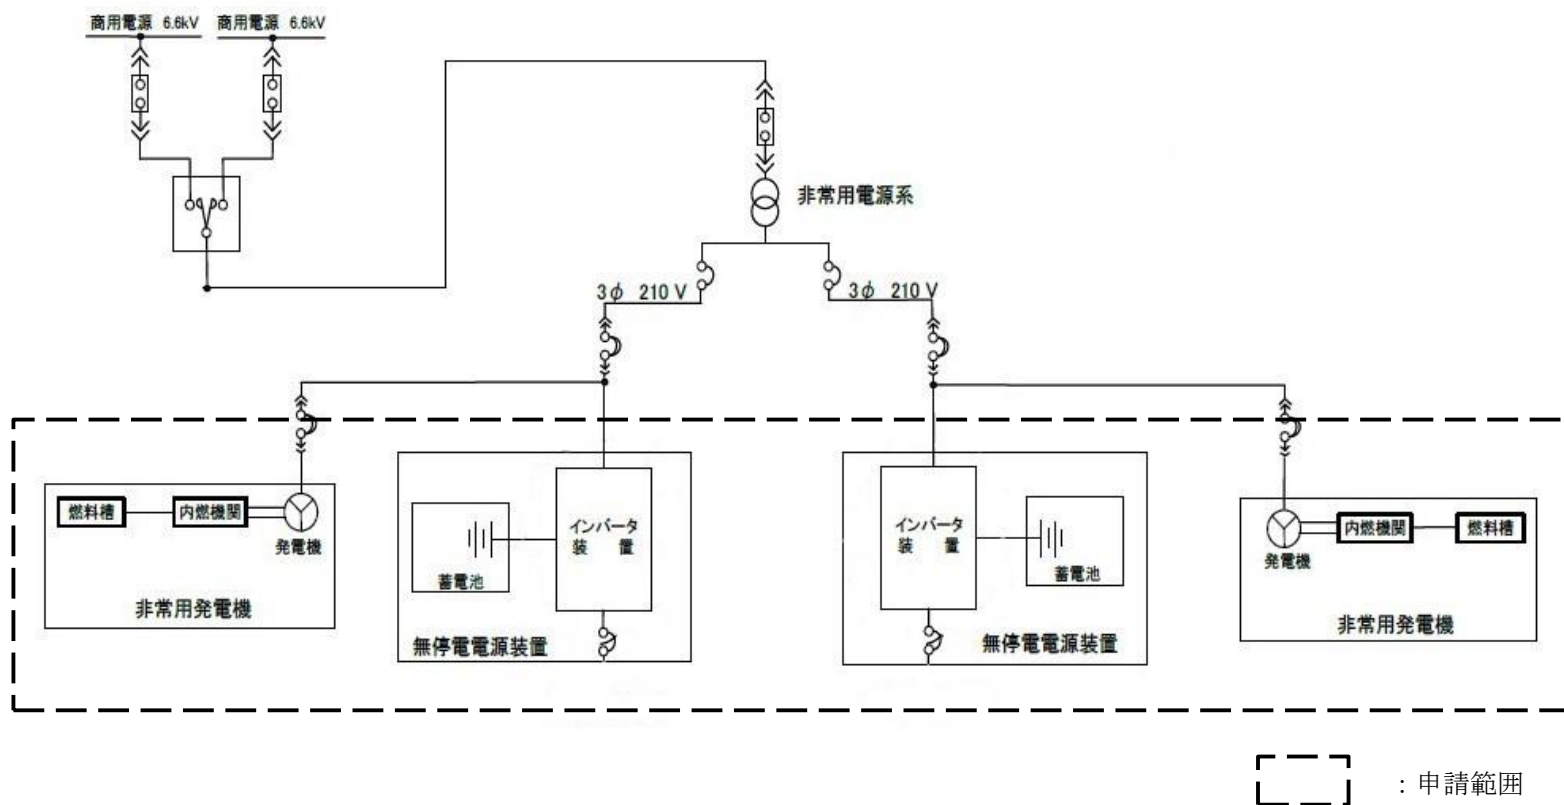 商用電源 6.6kV
商用電源 6.6kV
非常用電源系
3φ 210 V
3φ 210 V
燃料槽
内燃機関
発電機
非常用発電機
蓄電池
インバータ
装 置
無停電電源装置
インバータ
装 置
蓄電池
無停電電源装置
発電機
内燃機関
燃料槽
非常用発電機
:申請範囲